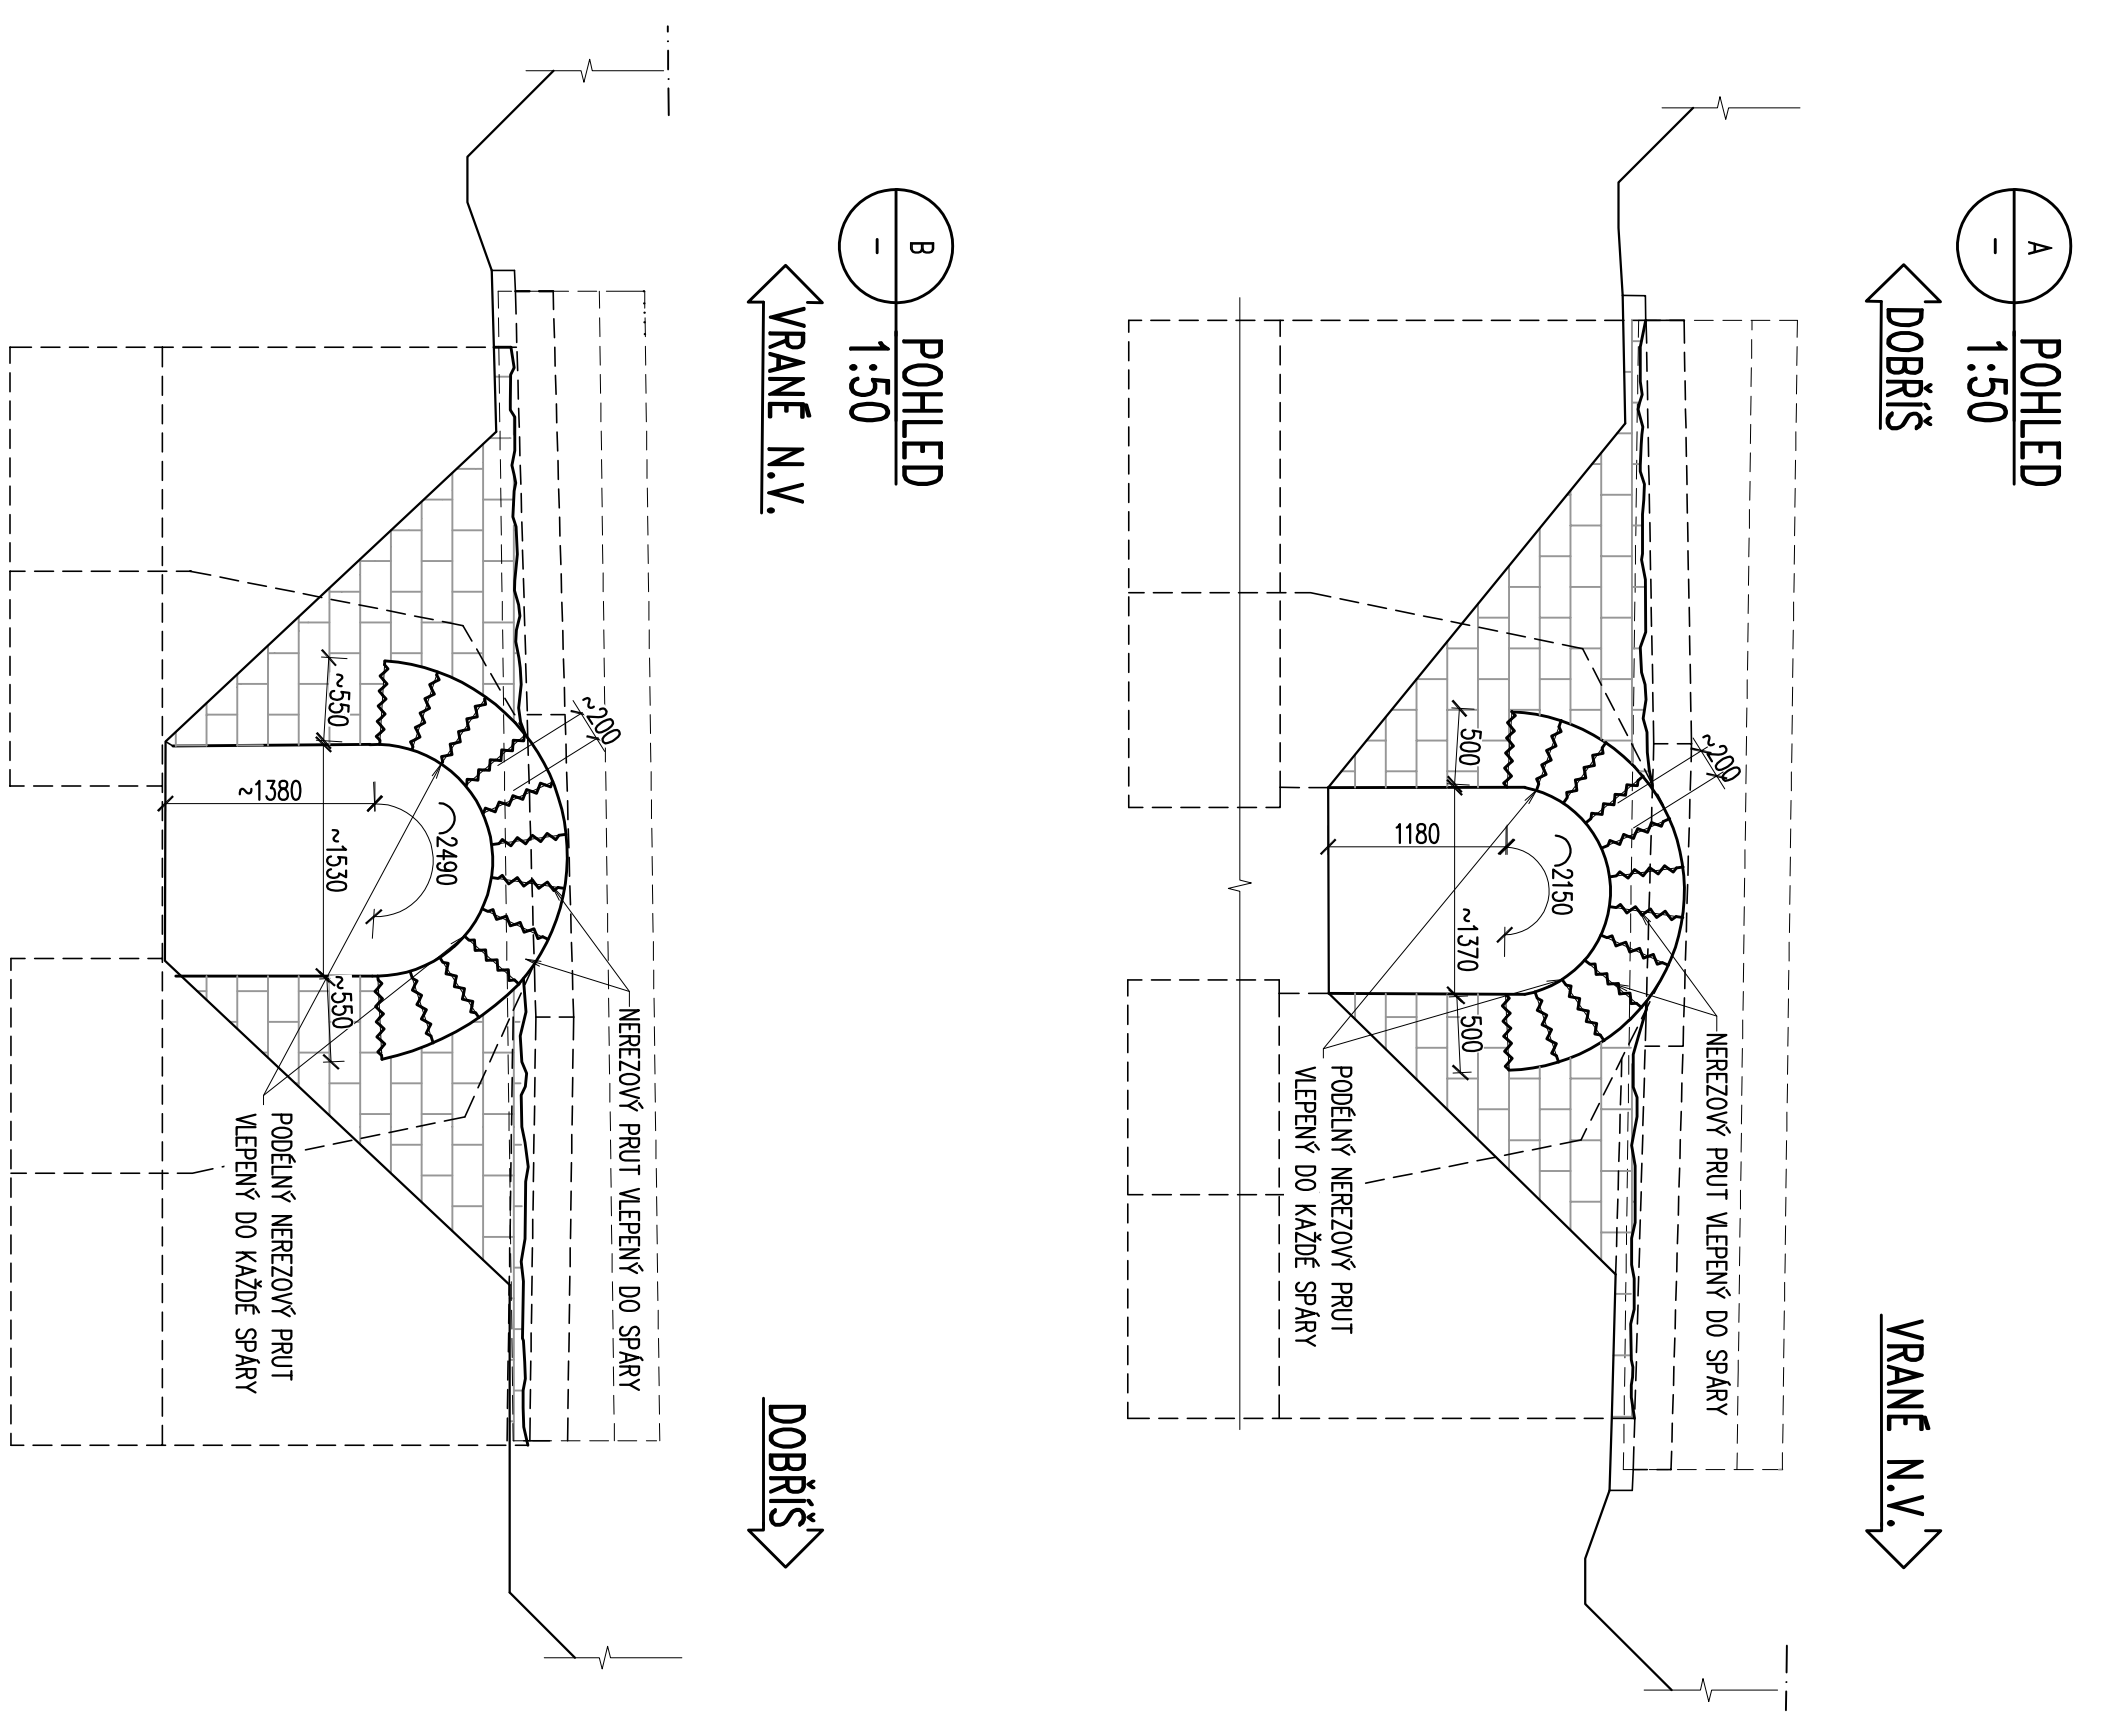 A
-
POHLED
1:50
DOBŘÍŠ
VRANÉ N.V.
~200
500
2150
1180
~1370
500
NEREZOVÝ PRUT VLEPENÝ DO SPÁRY
PODÉLNÝ NEREZOVÝ PRUT
VLEPENÝ DO KAŽDÉ SPÁRY
B
-
POHLED
1:50
VRANÉ N.V.
DOBŘÍŠ
~200
~550
2490
~1380
~1530
~550
NEREZOVÝ PRUT VLEPENÝ DO SPÁRY
PODÉLNÝ NEREZOVÝ PRUT
VLEPENÝ DO KAŽDÉ SPÁRY